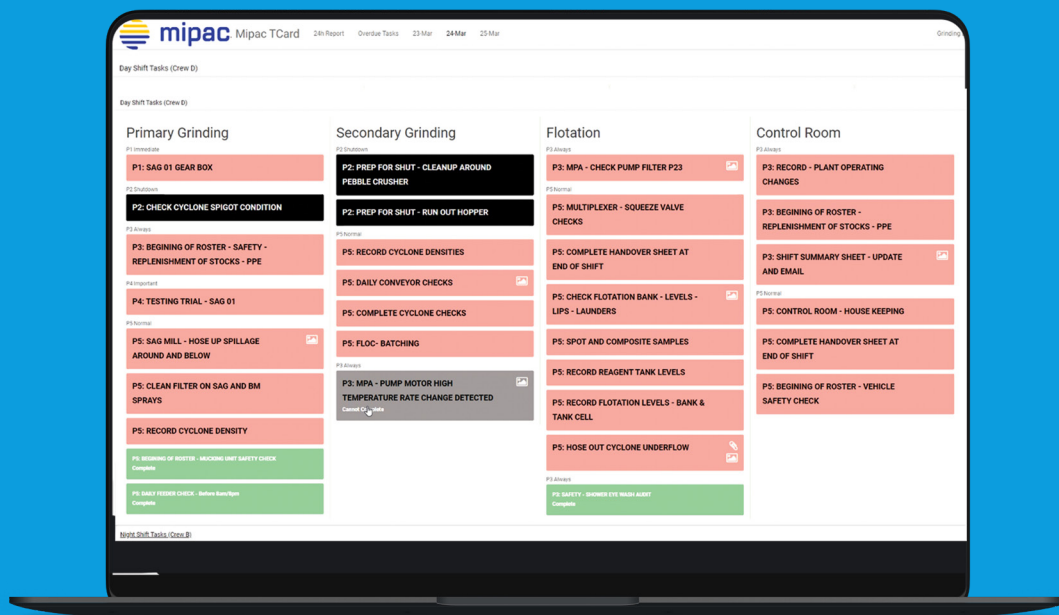 mipac Mipac TCard 24h Report Overdue Tasks 23-Mar 24-Mar 25-Mar Grinding
Day Shift Tasks (Crew D)
Day Shift Tasks (Crew D)
Primary Grinding
P1 Immediate
P1: SAG 01 GEAR BOX
P2 Shutdown
P2: CHECK CYCLONE SPIGOT CONDITION
P3 Always
P3: BEGINING OF ROSTER - SAFETY -
REPLENISHMENT OF STOCKS - PPE
P4 Important
P4: TESTING TRIAL - SAG 01
P5 Normal
P5: SAG MILL - HOSE UP SPILLAGE
AROUND AND BELOW
P5: CLEAN FILTER ON SAG AND BM
SPRAYS
P5: RECORD CYCLONE DENSITY
P3: BEGINING OF ROSTER - MUCKING UNIT SAFETY CHECK
Complete
P5: DAILY FEEDER CHECK - Before 8am/8pm
Complete
Secondary Grinding
P2 Shutdown
P2: PREP FOR SHUT - CLEANUP AROUND
PEBBLE CRUSHER
P2: PREP FOR SHUT - RUN OUT HOPPER
P5 Normal
P5: RECORD CYCLONE DENSITIES
P5: DAILY CONVEYOR CHECKS
P5: COMPLETE CYCLONE CHECKS
P5: FLOC- BATCHING
P3 Always
P3: MPA - PUMP MOTOR HIGH
TEMPERATURE RATE CHANGE DETECTED
Cannot Complete
Flotation
P3 Always
P3: MPA - CHECK PUMP FILTER P23
P5 Normal
P5: MULTIPLEXER - SQUEEZE VALVE
CHECKS
P5: COMPLETE HANDOVER SHEET AT
END OF SHIFT
P5: CHECK FLOTATION BANK - LEVELS -
LIPS - LAUNDERS
P5: SPOT AND COMPOSITE SAMPLES
P5: RECORD REAGENT TANK LEVELS
P5: RECORD FLOTATION LEVELS - BANK &
TANK CELL
P5: HOSE OUT CYCLONE UNDERFLOW
P3 Always
P3: SAFETY - SHOWER EYE WASH AUDIT
Complete
Control Room
P3 Always
P3: RECORD - PLANT OPERATING
CHANGES
P3: BEGINING OF ROSTER -
REPLENISHMENT OF STOCKS - PPE
P3: SHIFT SUMMARY SHEET - UPDATE
AND EMAIL
P5 Normal
P5: CONTROL ROOM - HOUSE KEEPING
P5: COMPLETE HANDOVER SHEET AT
END OF SHIFT
P5: BEGINING OF ROSTER - VEHICLE
SAFETY CHECK
Night Shift Tasks (Crew B)